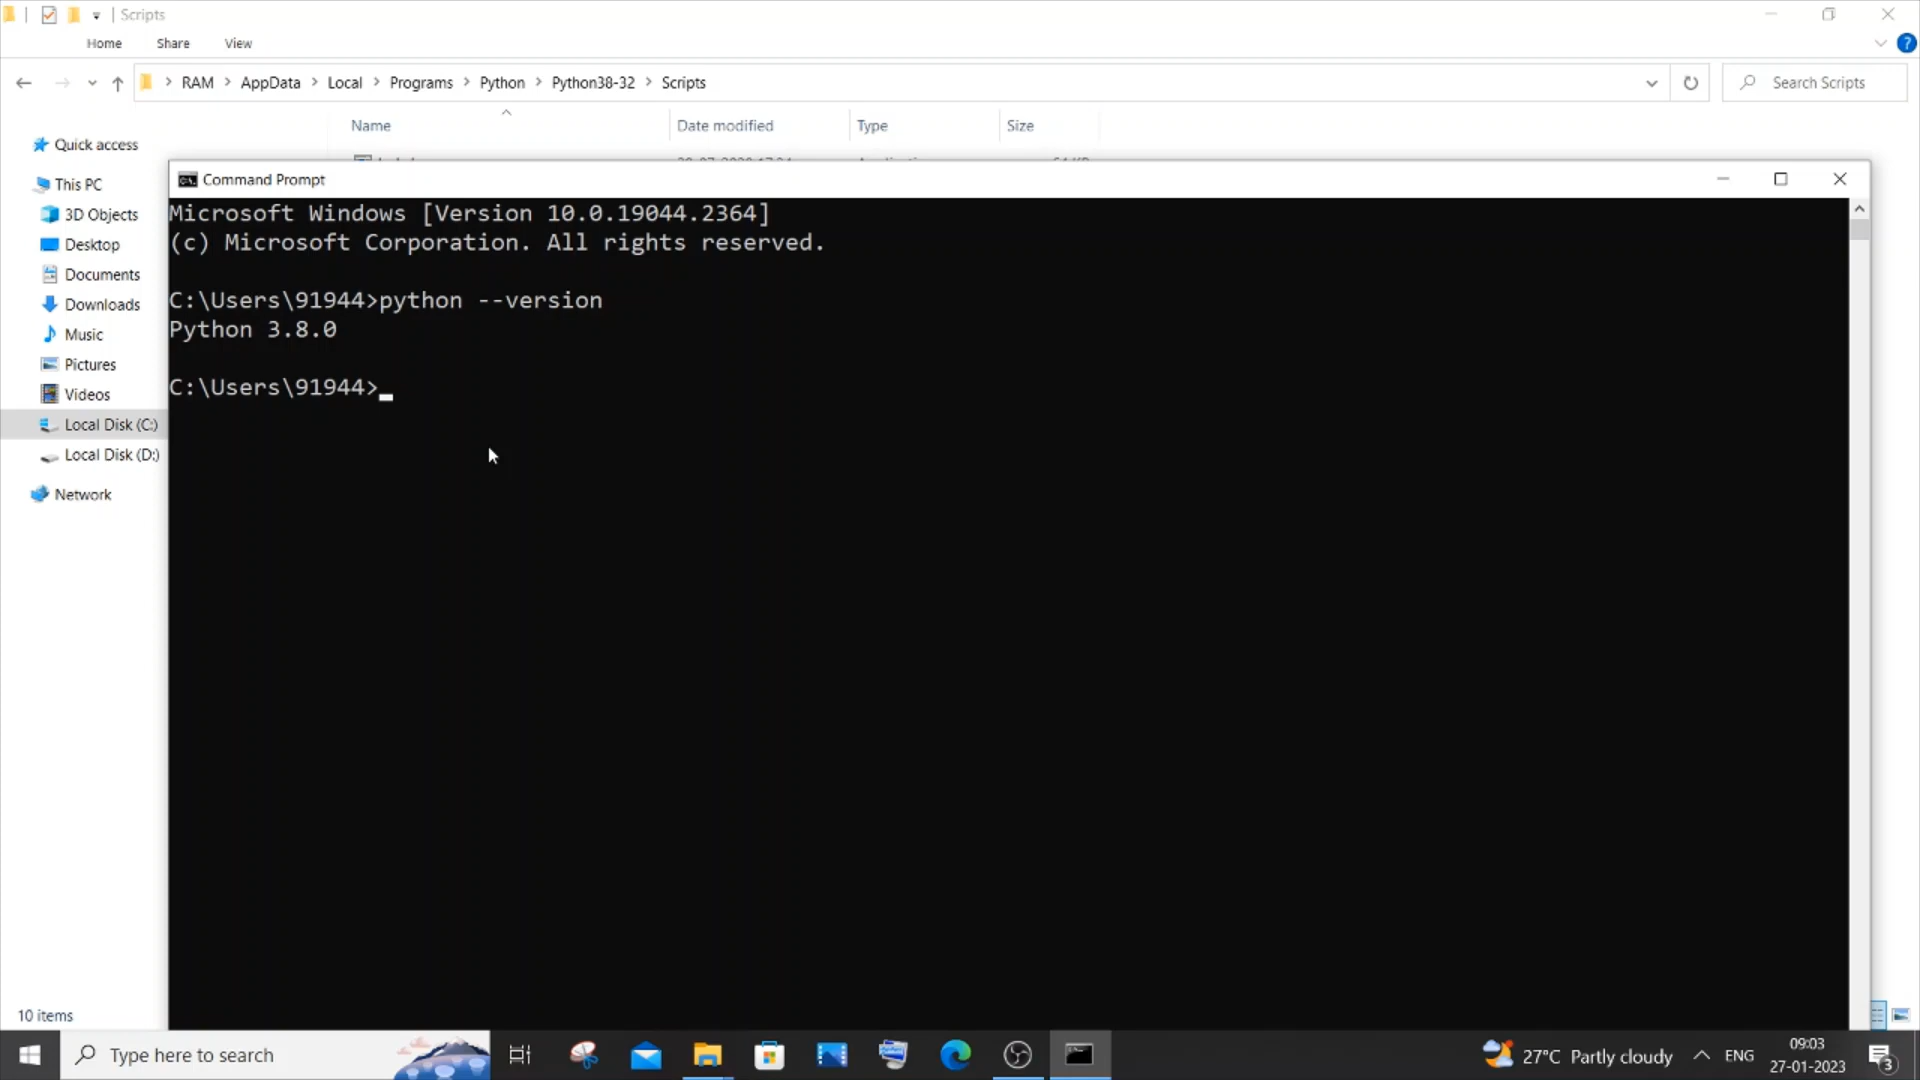 Scripts
Home Share View
RAM > AppData > Local > Programs > Python > Python38-32 > Scripts
Search Scripts
Name Date modified Type Size
Quick access
This PC
3D Objects
Desktop
Documents
Downloads
Music
Pictures
Videos
Local Disk (C:)
Local Disk (D:)
Network
Command Prompt
Microsoft Windows [Version 10.0.19044.2364]
(c) Microsoft Corporation. All rights reserved.
C:\Users\91944>python --version
Python 3.8.0
C:\Users\91944>
10 items
Type here to search
27°C Partly cloudy
ENG
09:03
27-01-2023
3